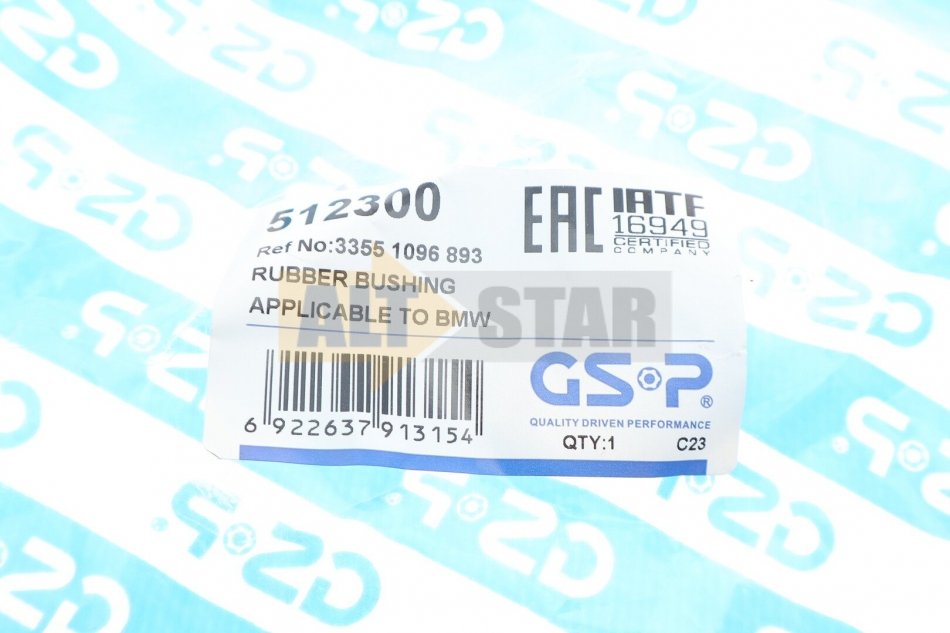 512300
Ref No:3355 1096 893
RUBBER BUSHING
APPLICABLE TO BMW
EAC
IATF
16949
CERTIFIED
COMPANY
ALT STAR
6 922637 913154
GSP®
QUALITY DRIVEN PERFORMANCE
QTY:1
C23